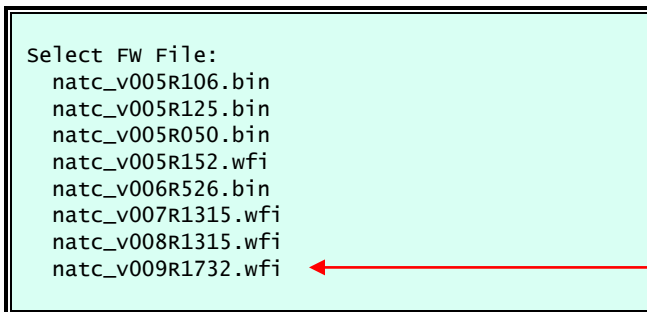 Select FW File:
natc_v005R106.bin
natc_v005R125.bin
natc_v005R050.bin
natc_v005R152.wfi
natc_v006R526.bin
natc_v007R1315.wfi
natc_v008R1315.wfi
natc_v009R1732.wfi